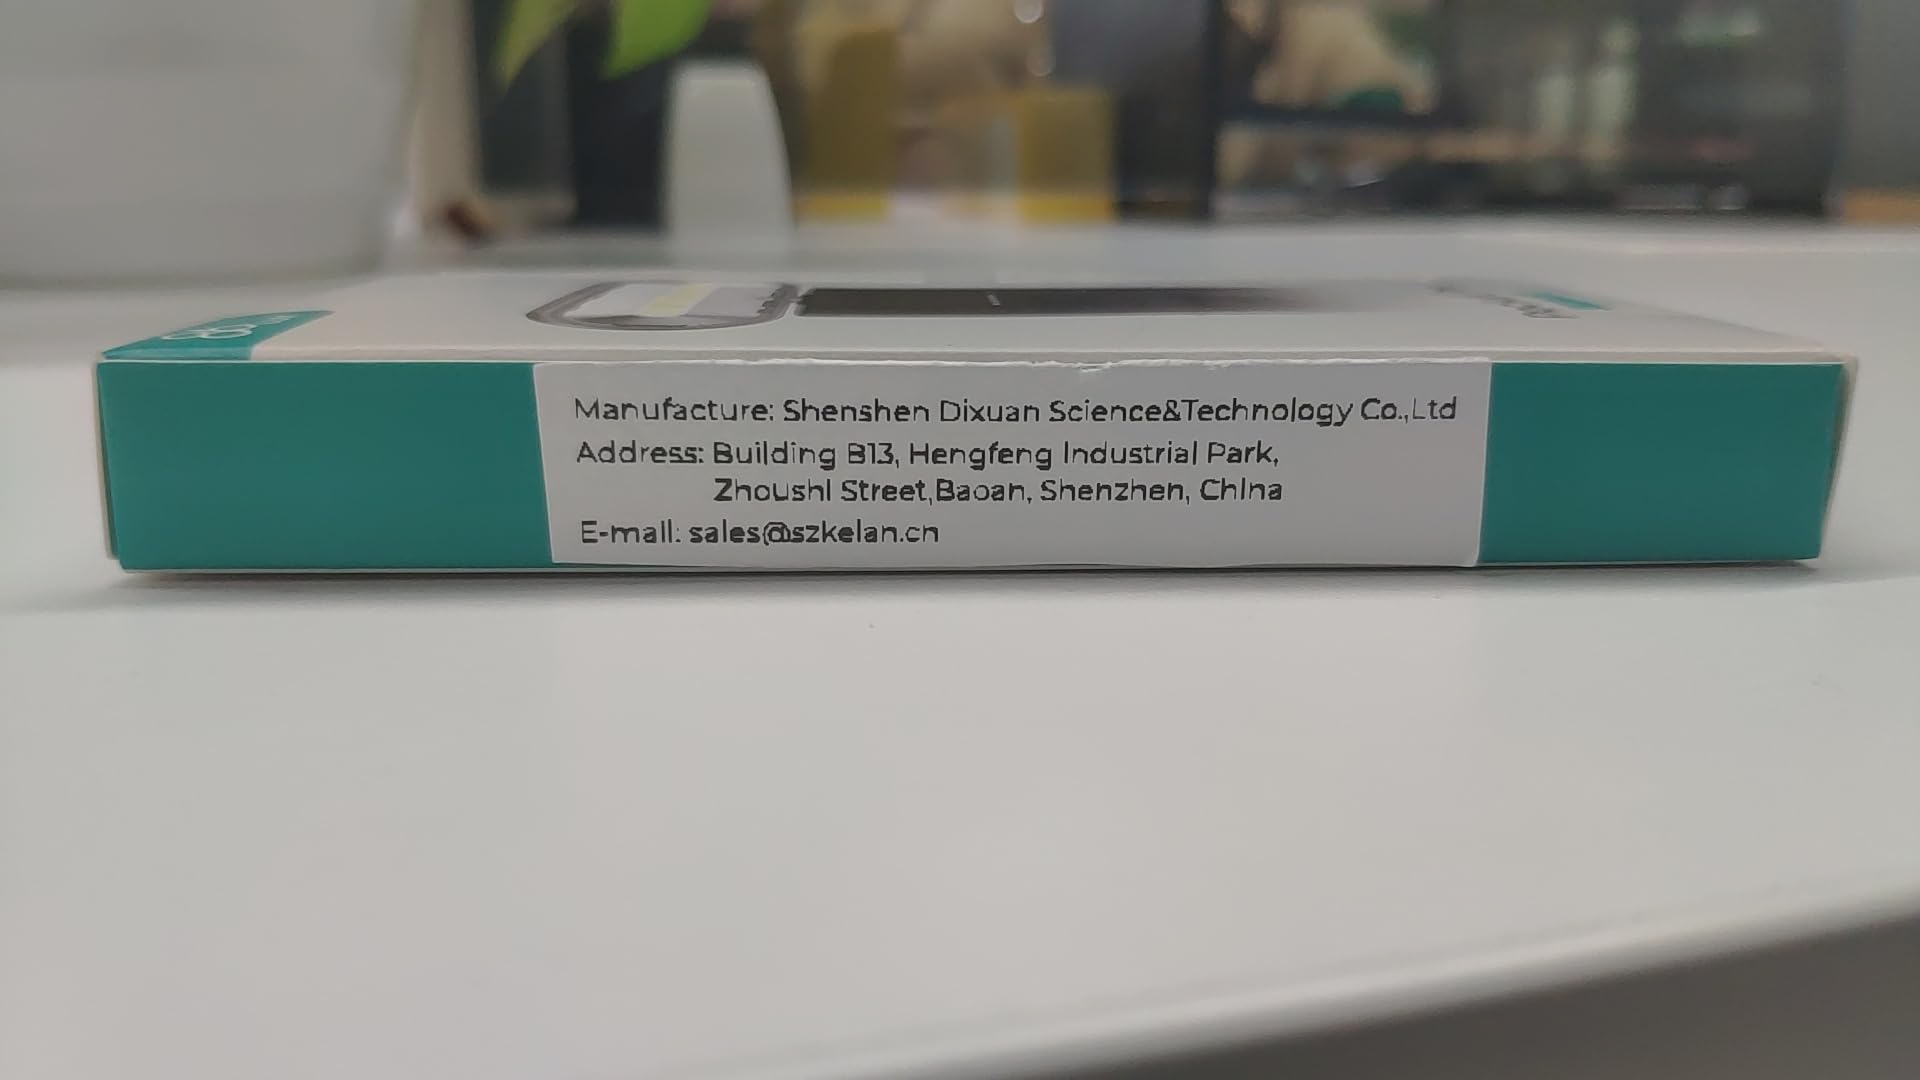 Manufacture: Shenshen Dixuan Science&Technology Co.,Ltd
Address: Building B13, Hengfeng Industrial Park,
Zhoushi Street,Baoan, Shenzhen, China
E-mail: sales@szkelan.cn